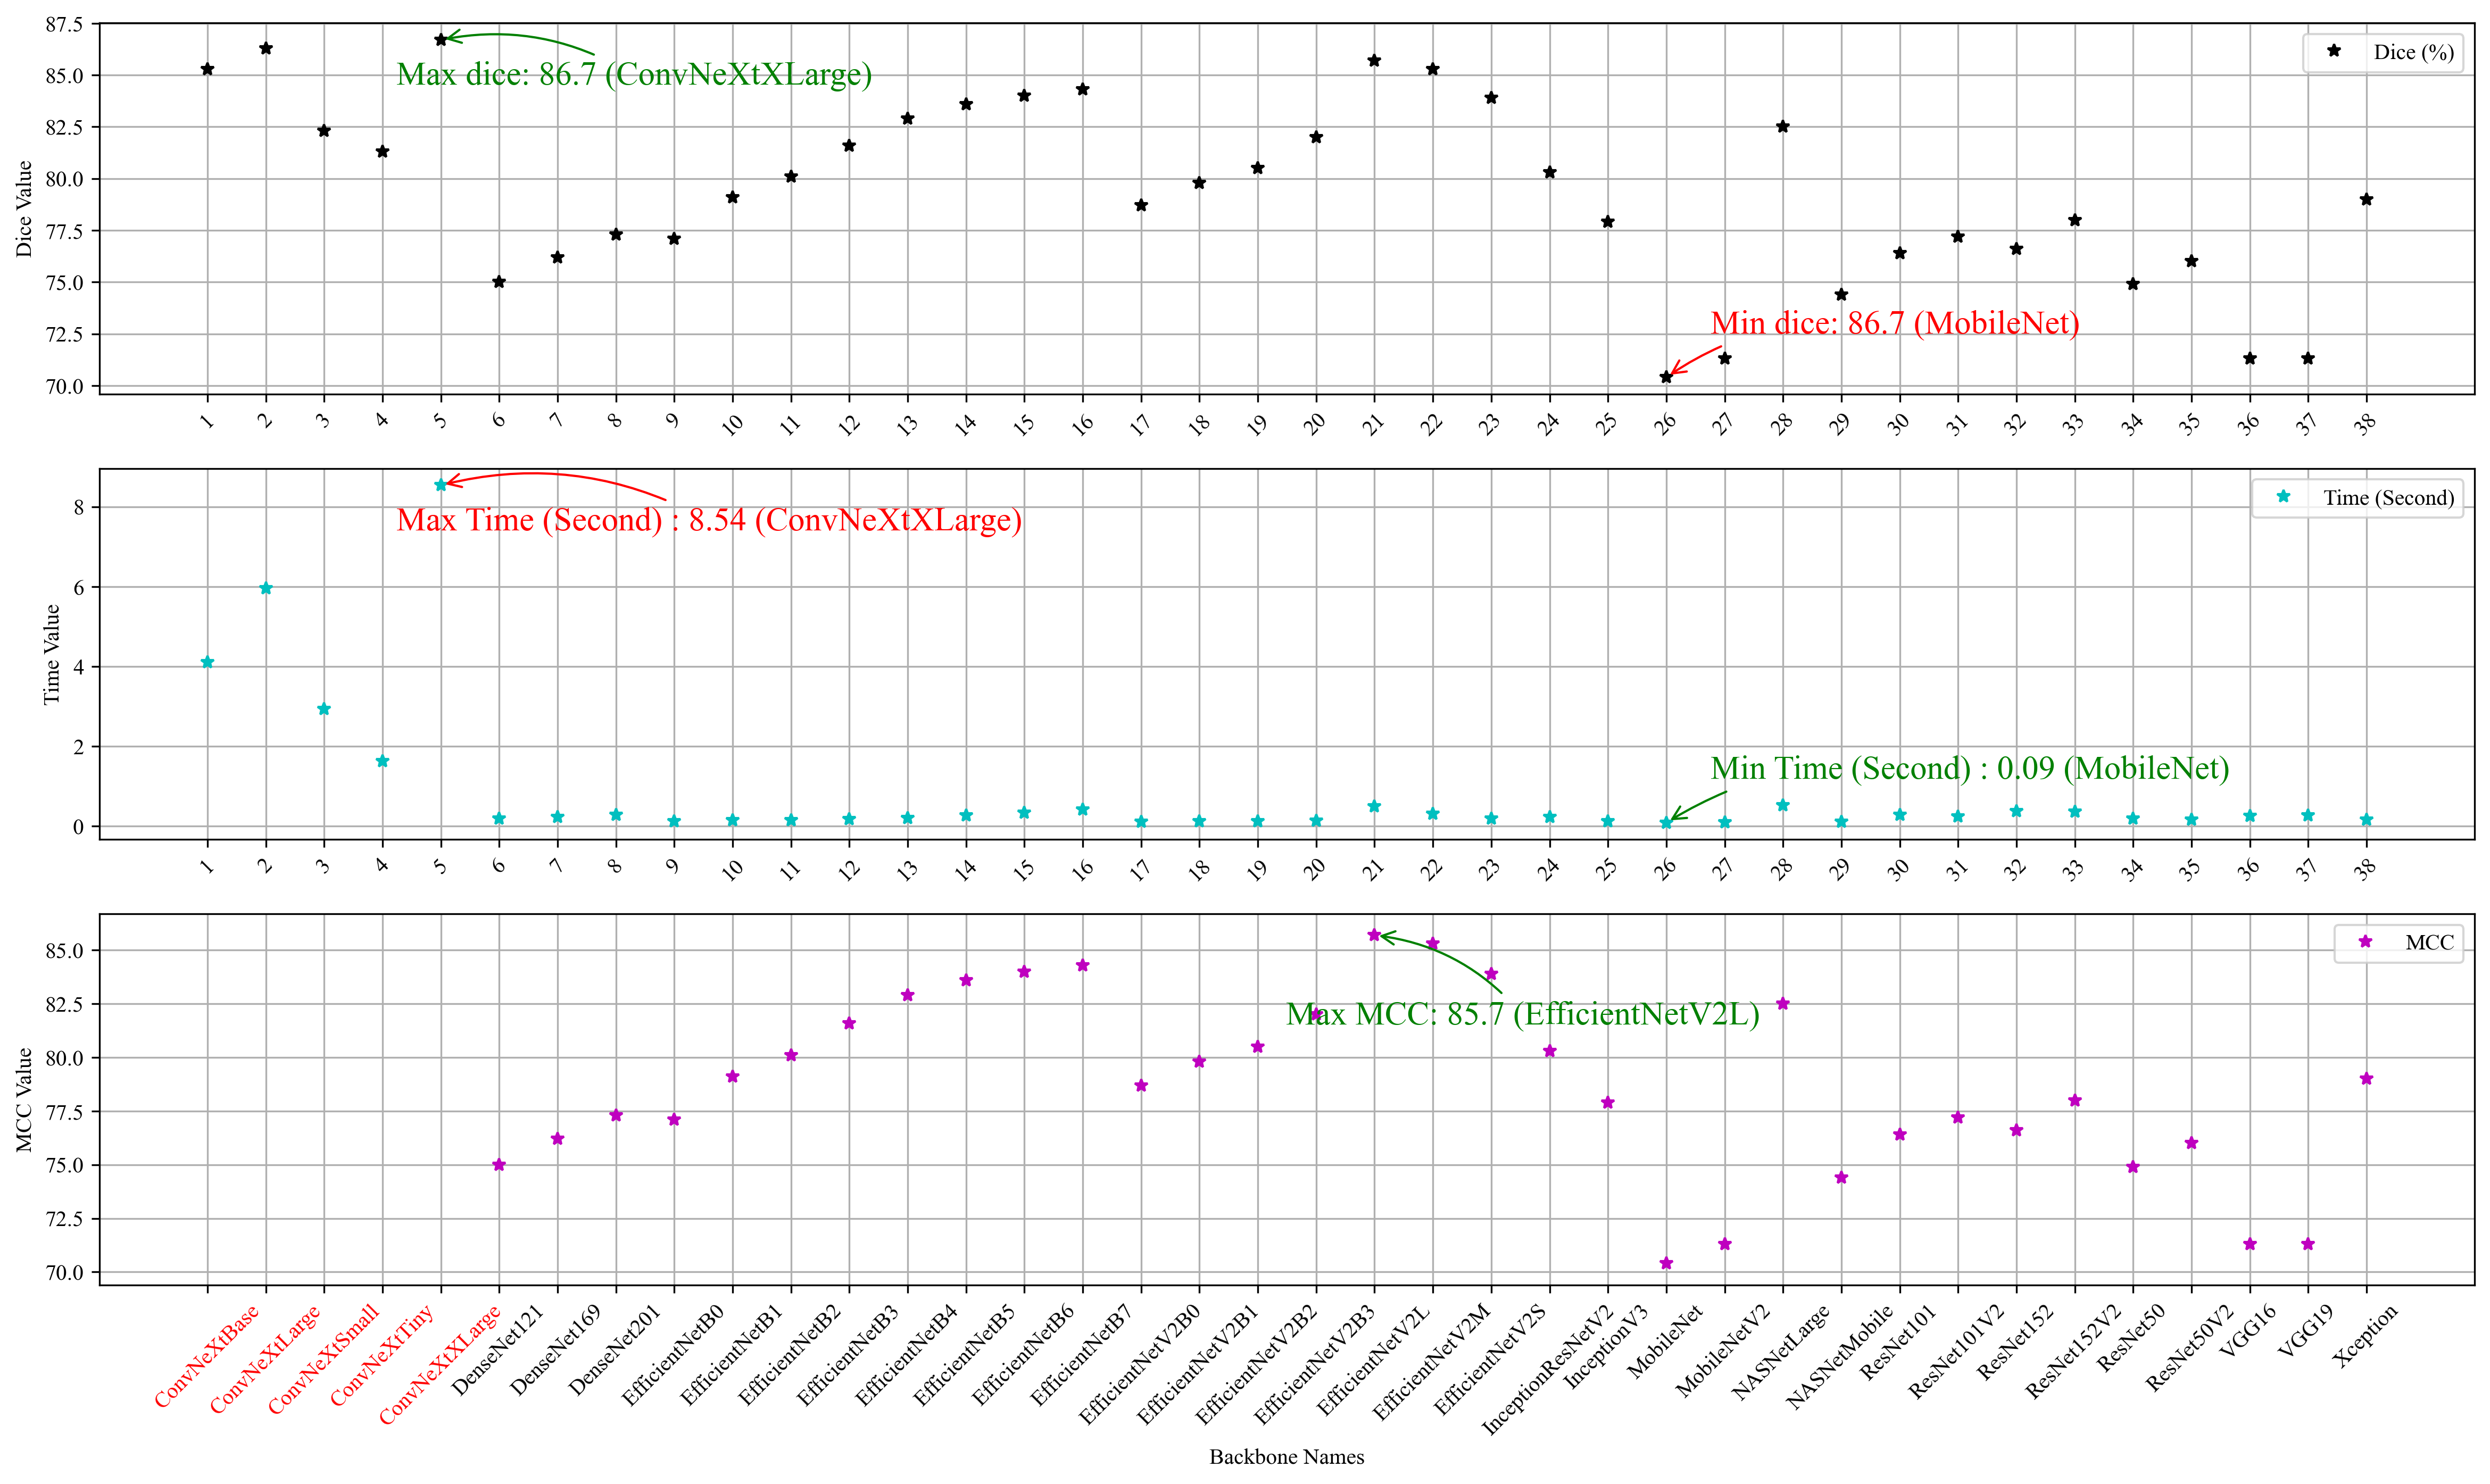 87.5
85.0
82.5
80.0
77.5
75.0
72.5
70.0
Dice Value
Max dice: 86.7 (ConvNeXtXLarge)
Min dice: 86.7 (MobileNet)
Dice (%)
1 2 3 4 5 6 7 8 9 10 11 12 13 14 15 16 17 18 19 20 21 22 23 24 25 26 27 28 29 30 31 32 33 34 35 36 37 38
8
6
4
2
0
Time Value
Max Time (Second) : 8.54 (ConvNeXtXLarge)
Min Time (Second) : 0.09 (MobileNet)
Time (Second)
1 2 3 4 5 6 7 8 9 10 11 12 13 14 15 16 17 18 19 20 21 22 23 24 25 26 27 28 29 30 31 32 33 34 35 36 37 38
85.0
82.5
80.0
77.5
75.0
72.5
70.0
MCC Value
Max MCC: 85.7 (EfficientNetV2L)
MCC
ConvNeXtBase
ConvNeXtLarge
ConvNeXtSmall
ConvNeXtTiny
ConvNeXtXLarge
DenseNet121
DenseNet169
DenseNet201
EfficientNetB0
EfficientNetB1
EfficientNetB2
EfficientNetB3
EfficientNetB4
EfficientNetB5
EfficientNetB6
EfficientNetB7
EfficientNetV2B0
EfficientNetV2B1
EfficientNetV2B2
EfficientNetV2B3
EfficientNetV2L
EfficientNetV2M
EfficientNetV2S
InceptionResNetV2
InceptionV3
MobileNet
MobileNetV2
NASNetLarge
NASNetMobile
ResNet101
ResNet101V2
ResNet152
ResNet152V2
ResNet50
ResNet50V2
VGG16
VGG19
Xception
Backbone Names